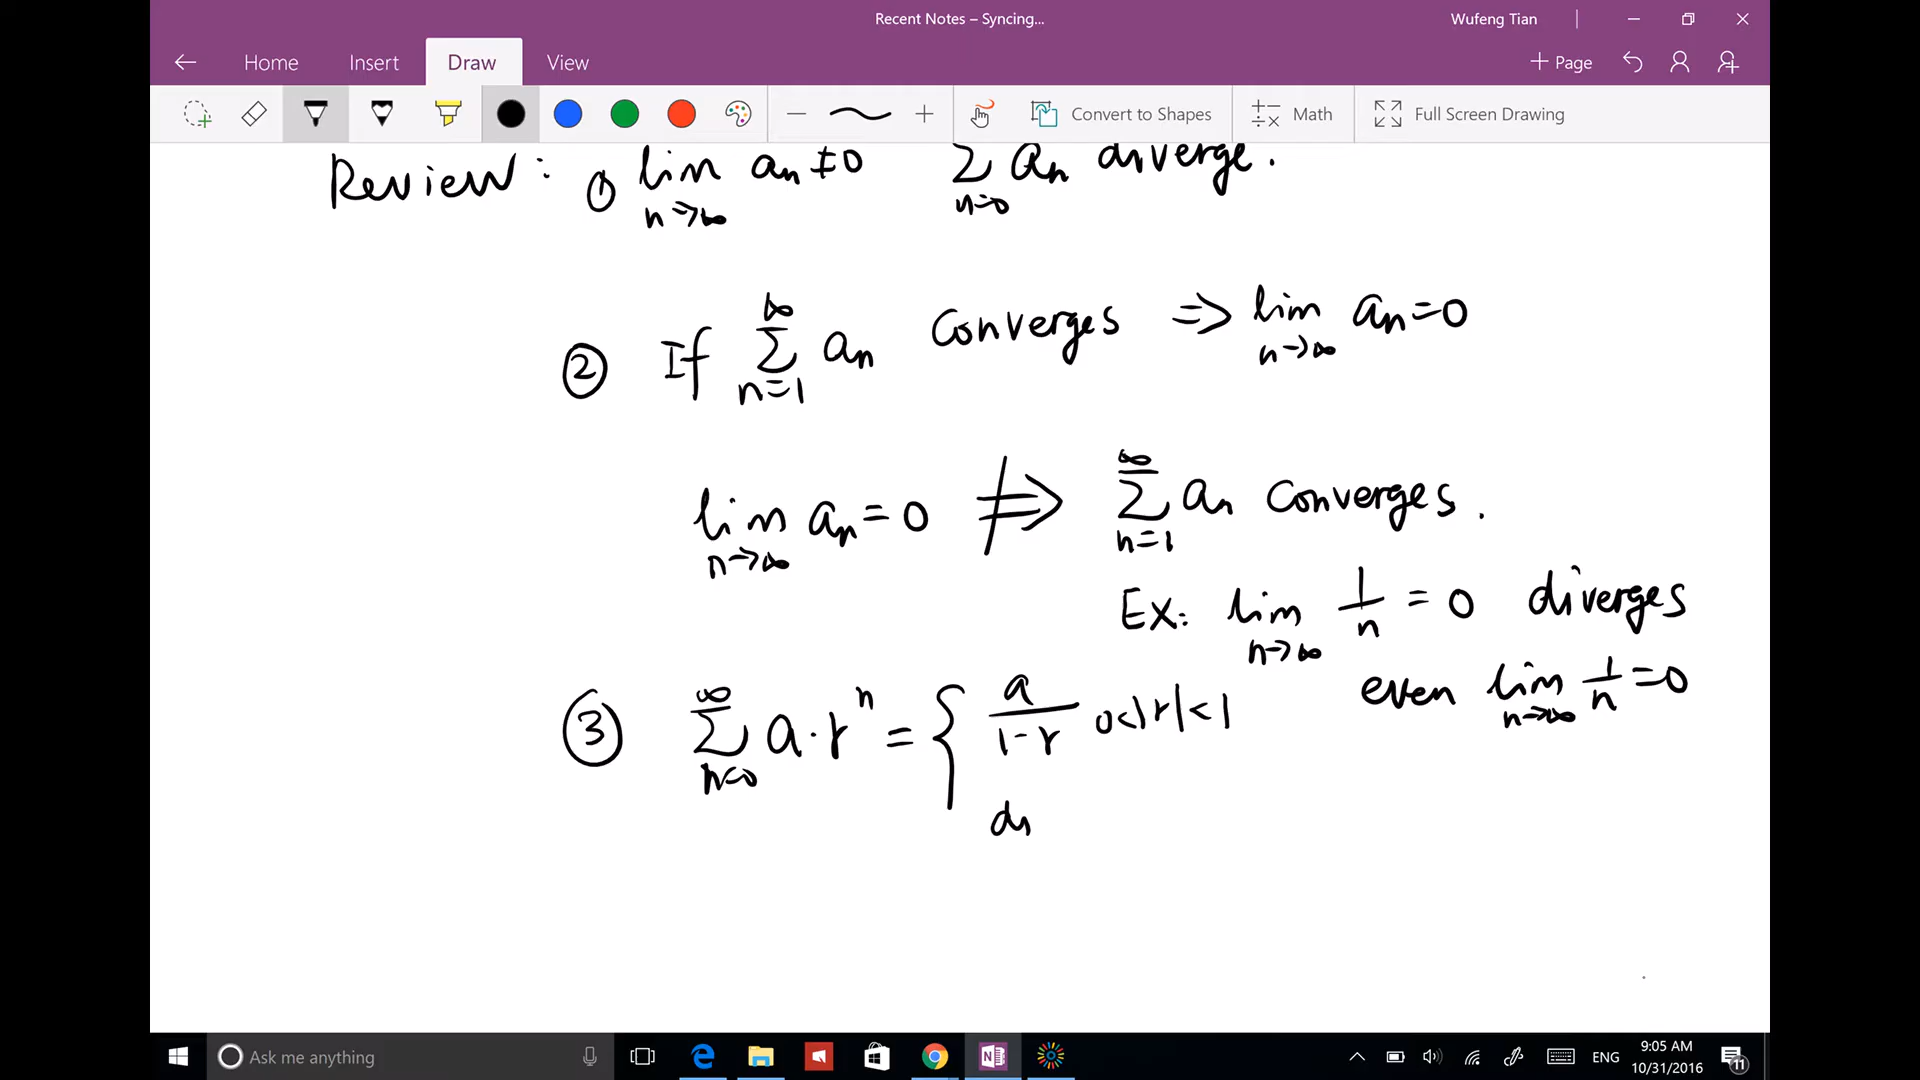 Recent Notes – Syncing...
Wufeng Tian
Home Insert Draw View
Page
Convert to Shapes Math Full Screen Drawing
Review: ① lim n→∞ an ≠ 0 ∑ n=0 an diverge.
② If ∑ n=1 ∞ an converges ⇒ lim n→∞ an = 0
lim n→∞ an = 0 ⇏ ∑ n=1 ∞ an converges.
Ex: lim n→∞ 1/n = 0 diverges
even lim n→∞ 1/n = 0
③ ∑ n=0 ∞ a·r^n = { a/(1-r) 0<|r|<1
di
Ask me anything
ENG
9:05 AM
10/31/2016
11